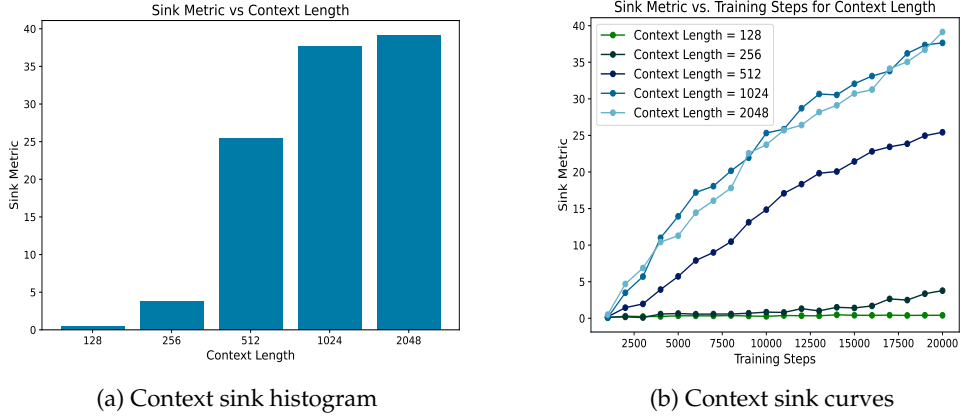 Sink Metric vs Context Length
40
35
30
25
20
15
10
5
0
Sink Metric
128 256 512 1024 2048
Context Length
(a) Context sink histogram
Sink Metric vs. Training Steps for Context Length
Context Length = 128
Context Length = 256
Context Length = 512
Context Length = 1024
Context Length = 2048
40
35
30
25
20
15
10
5
0
Sink Metric
2500 5000 7500 10000 12500 15000 17500 20000
Training Steps
(b) Context sink curves